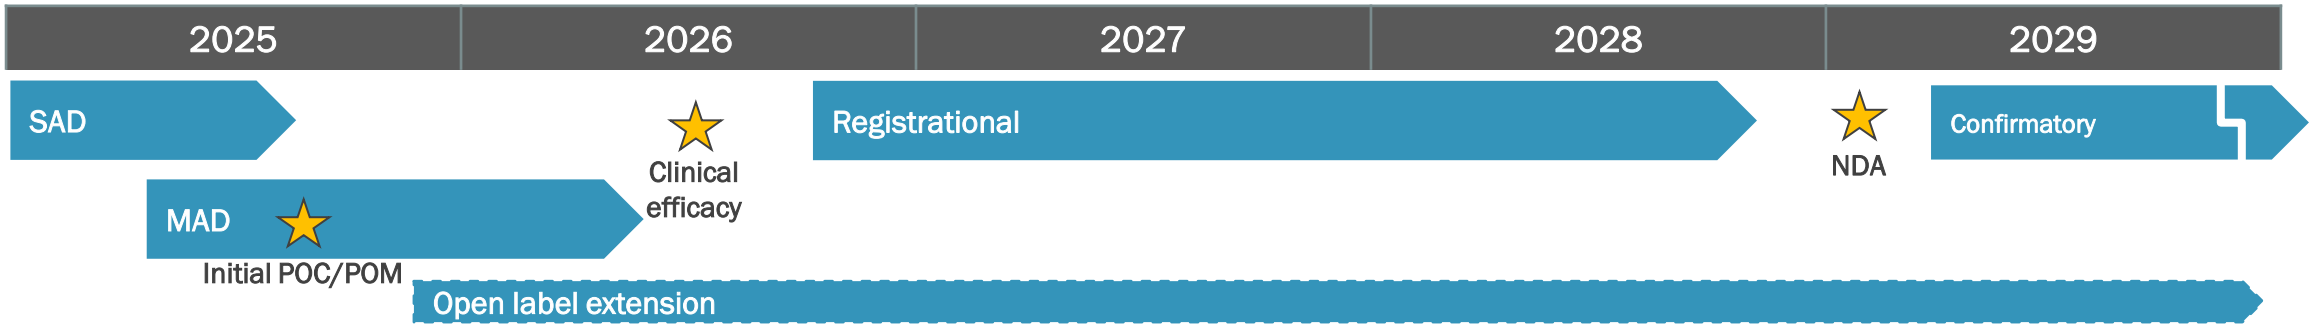 2025
2026
2027
2028
2029
SAD
Clinical
efficacy
Registrational
NDA
Confirmatory
MAD
Initial POC/POM
Open label extension